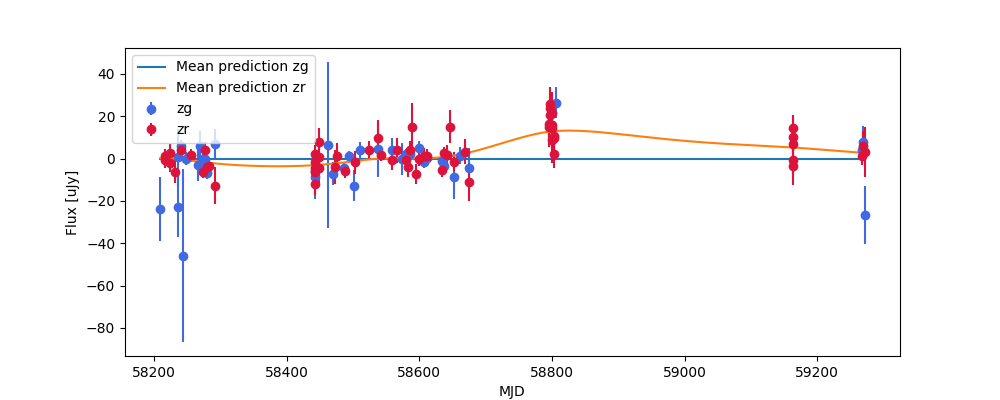 Mean prediction zg
Mean prediction zr
zg
zr
40
20
0
−20
−40
−60
−80
Flux [uJy]
58200 58400 58600 58800 59000 59200
MJD